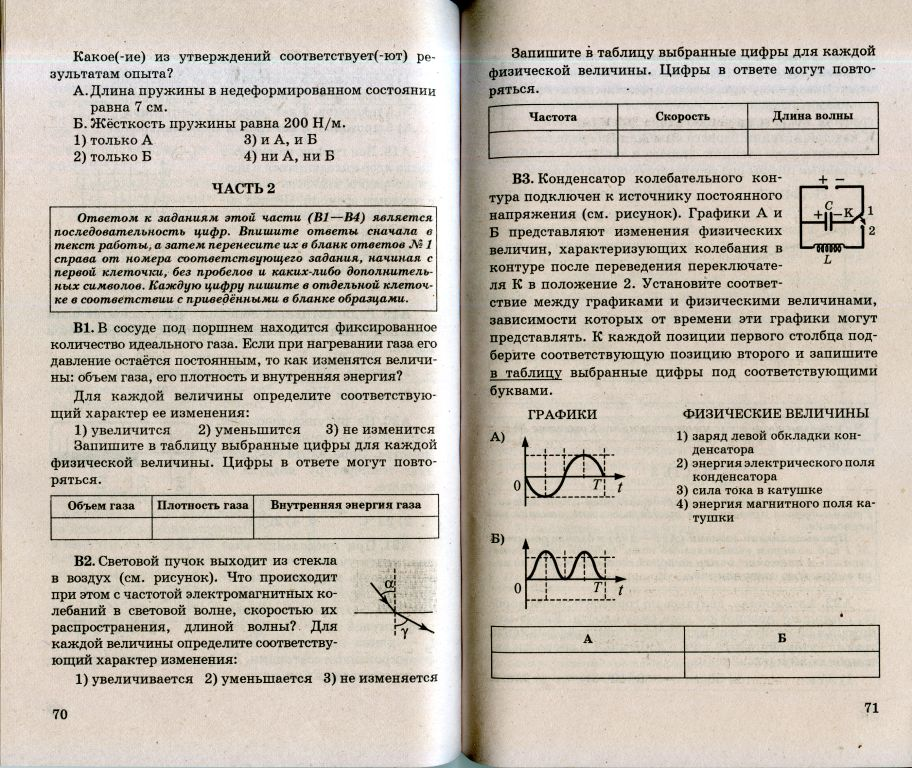 Какое(-ие) из утверждений соответствует(-ют) ре-
зультатам опыта?
А. Длина пружины в недеформированном состоянии
равна 7 см.
Б. Жёсткость пружины равна 200 Н/м.
1) только А 3) и А, и Б
2) только Б 4) ни А, ни Б
ЧАСТЬ 2
Ответом к заданиям этой части (В1—В4) является
последовательность цифр. Впишите ответы сначала в
текст работы, а затем перенесите их в бланк ответов № 1
справа от номера соответствующего задания, начиная с
первой клеточки, без пробелов и каких-либо дополнитель-
ных символов. Каждую цифру пишите в отдельной клеточ-
ке в соответствии с приведёнными в бланке образцами.
В1. В сосуде под поршнем находится фиксированное
количество идеального газа. Если при нагревании газа его
давление остаётся постоянным, то как изменятся величи-
ны: объем газа, его плотность и внутренняя энергия?
Для каждой величины определите соответствую-
щий характер ее изменения:
1) увеличится 2) уменьшится 3) не изменится
Запишите в таблицу выбранные цифры для каждой
физической величины. Цифры в ответе могут повто-
ряться.
Объем газа Плотность газа Внутренняя энергия газа
В2. Световой пучок выходит из стекла
в воздух (см. рисунок). Что происходит
при этом с частотой электромагнитных ко-
лебаний в световой волне, скоростью их
распространения, длиной волны? Для
каждой величины определите соответству-
ющий характер изменения:
α
γ
1) увеличивается 2) уменьшается 3) не изменяется
70
Запишите в таблицу выбранные цифры для каждой
физической величины. Цифры в ответе могут повто-
ряться.
Частота Скорость Длина волны
В3. Конденсатор колебательного кон-
тура подключен к источнику постоянного
напряжения (см. рисунок). Графики А и
Б представляют изменения физических
величин, характеризующих колебания в
контуре после переведения переключате-
ля К в положение 2. Установите соответ-
ствие между графиками и физическими величинами,
зависимости которых от времени эти графики могут
представлять. К каждой позиции первого столбца под-
берите соответствующую позицию второго и запишите
в таблицу выбранные цифры под соответствующими
буквами.
+ −
C
+ − K 1
2
L
ГРАФИКИ ФИЗИЧЕСКИЕ ВЕЛИЧИНЫ
А)
0 T t
1) заряд левой обкладки кон-
денсатора
2) энергия электрического поля
конденсатора
3) сила тока в катушке
4) энергия магнитного поля ка-
тушки
Б)
0 T t
А Б
71